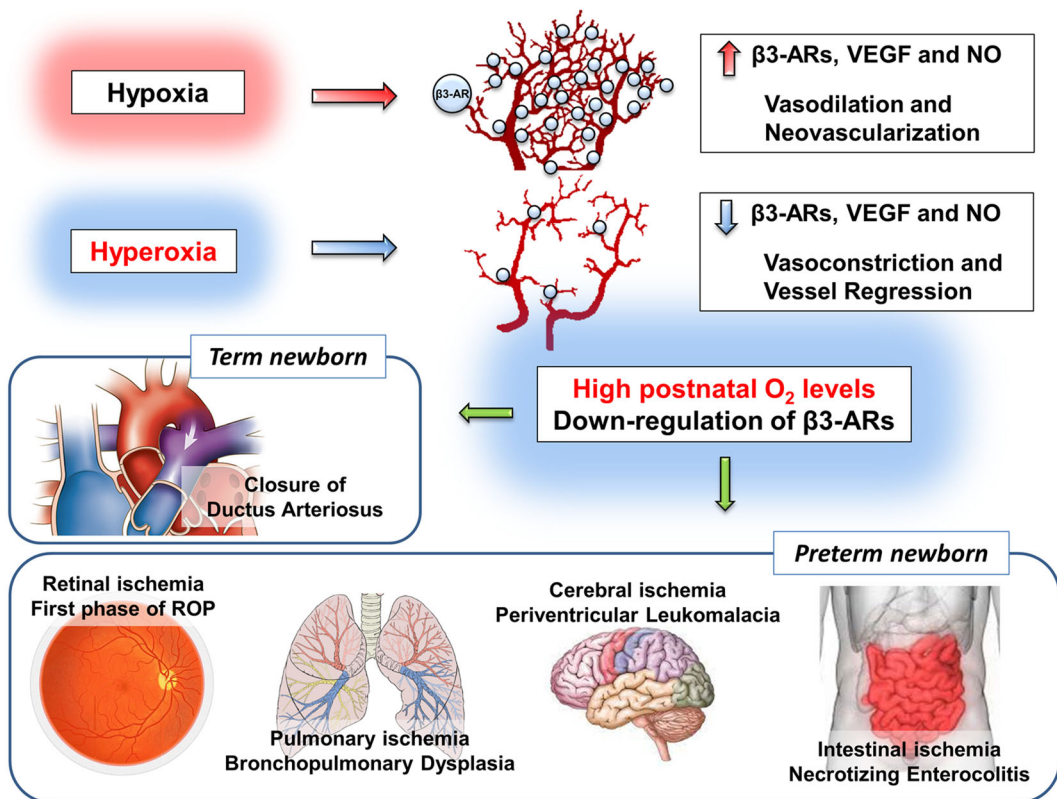 Hypoxia
β3-AR
β3-ARs, VEGF and NO
Vasodilation and
Neovascularization
Hyperoxia
β3-ARs, VEGF and NO
Vasoconstriction and
Vessel Regression
Term newborn
Closure of
Ductus Arteriosus
High postnatal O₂ levels
Down-regulation of β3-ARs
Preterm newborn
Retinal ischemia
First phase of ROP
Pulmonary ischemia
Bronchopulmonary Dysplasia
Cerebral ischemia
Periventricular Leukomalacia
Intestinal ischemia
Necrotizing Enterocolitis